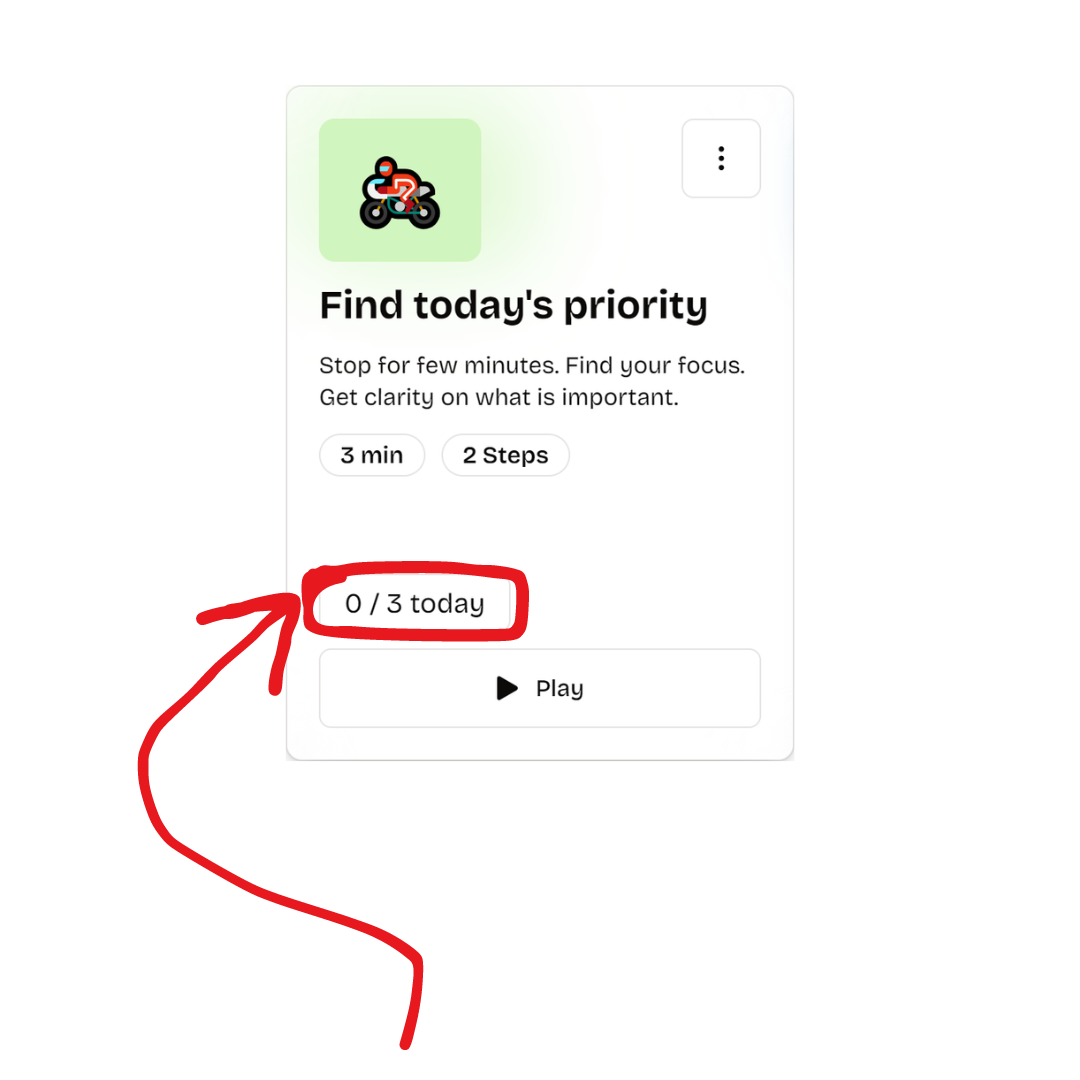 Find today's priority
Stop for few minutes. Find your focus.
Get clarity on what is important.
3 min
2 Steps
0 / 3 today
Play